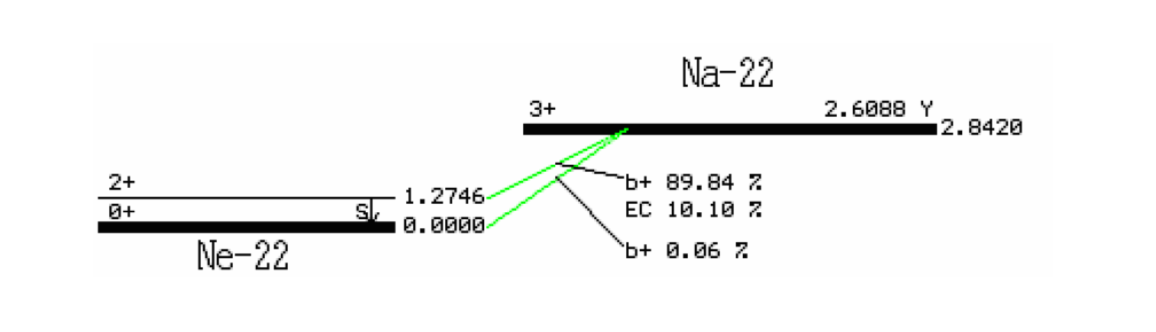 Na-22
3+ 2.6088 Y
2.8420
2+
1.2746
b+ 89.84 %
0+ S
0.0000
EC 10.10 %
Ne-22
b+ 0.06 %